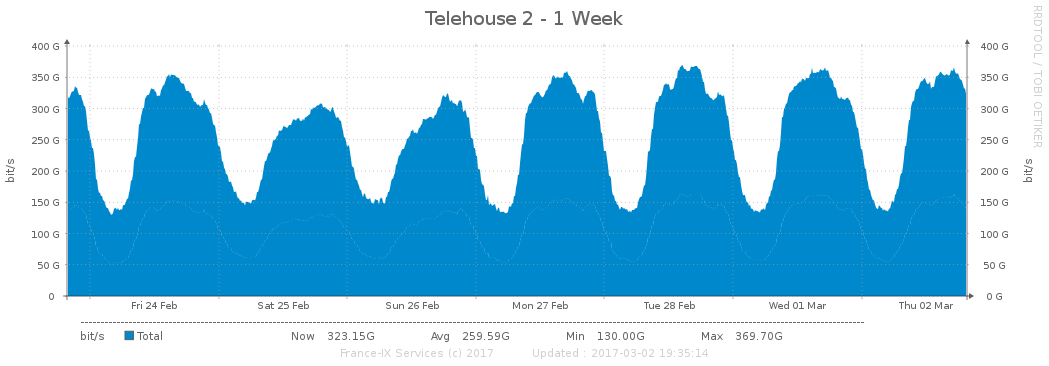 Telehouse 2 - 1 Week
RRDTOOL / TOBI OETIKER
400 G 400 G
350 G 350 G
300 G 300 G
250 G 250 G
200 G 200 G
150 G 150 G
100 G 100 G
50 G 50 G
0 0 G
bit/s bit/s
Fri 24 Feb Sat 25 Feb Sun 26 Feb Mon 27 Feb Tue 28 Feb Wed 01 Mar Thu 02 Mar
bit/s Total Now 323.15G Avg 259.59G Min 130.00G Max 369.70G
France-IX Services (c) 2017 Updated : 2017-03-02 19:35:14